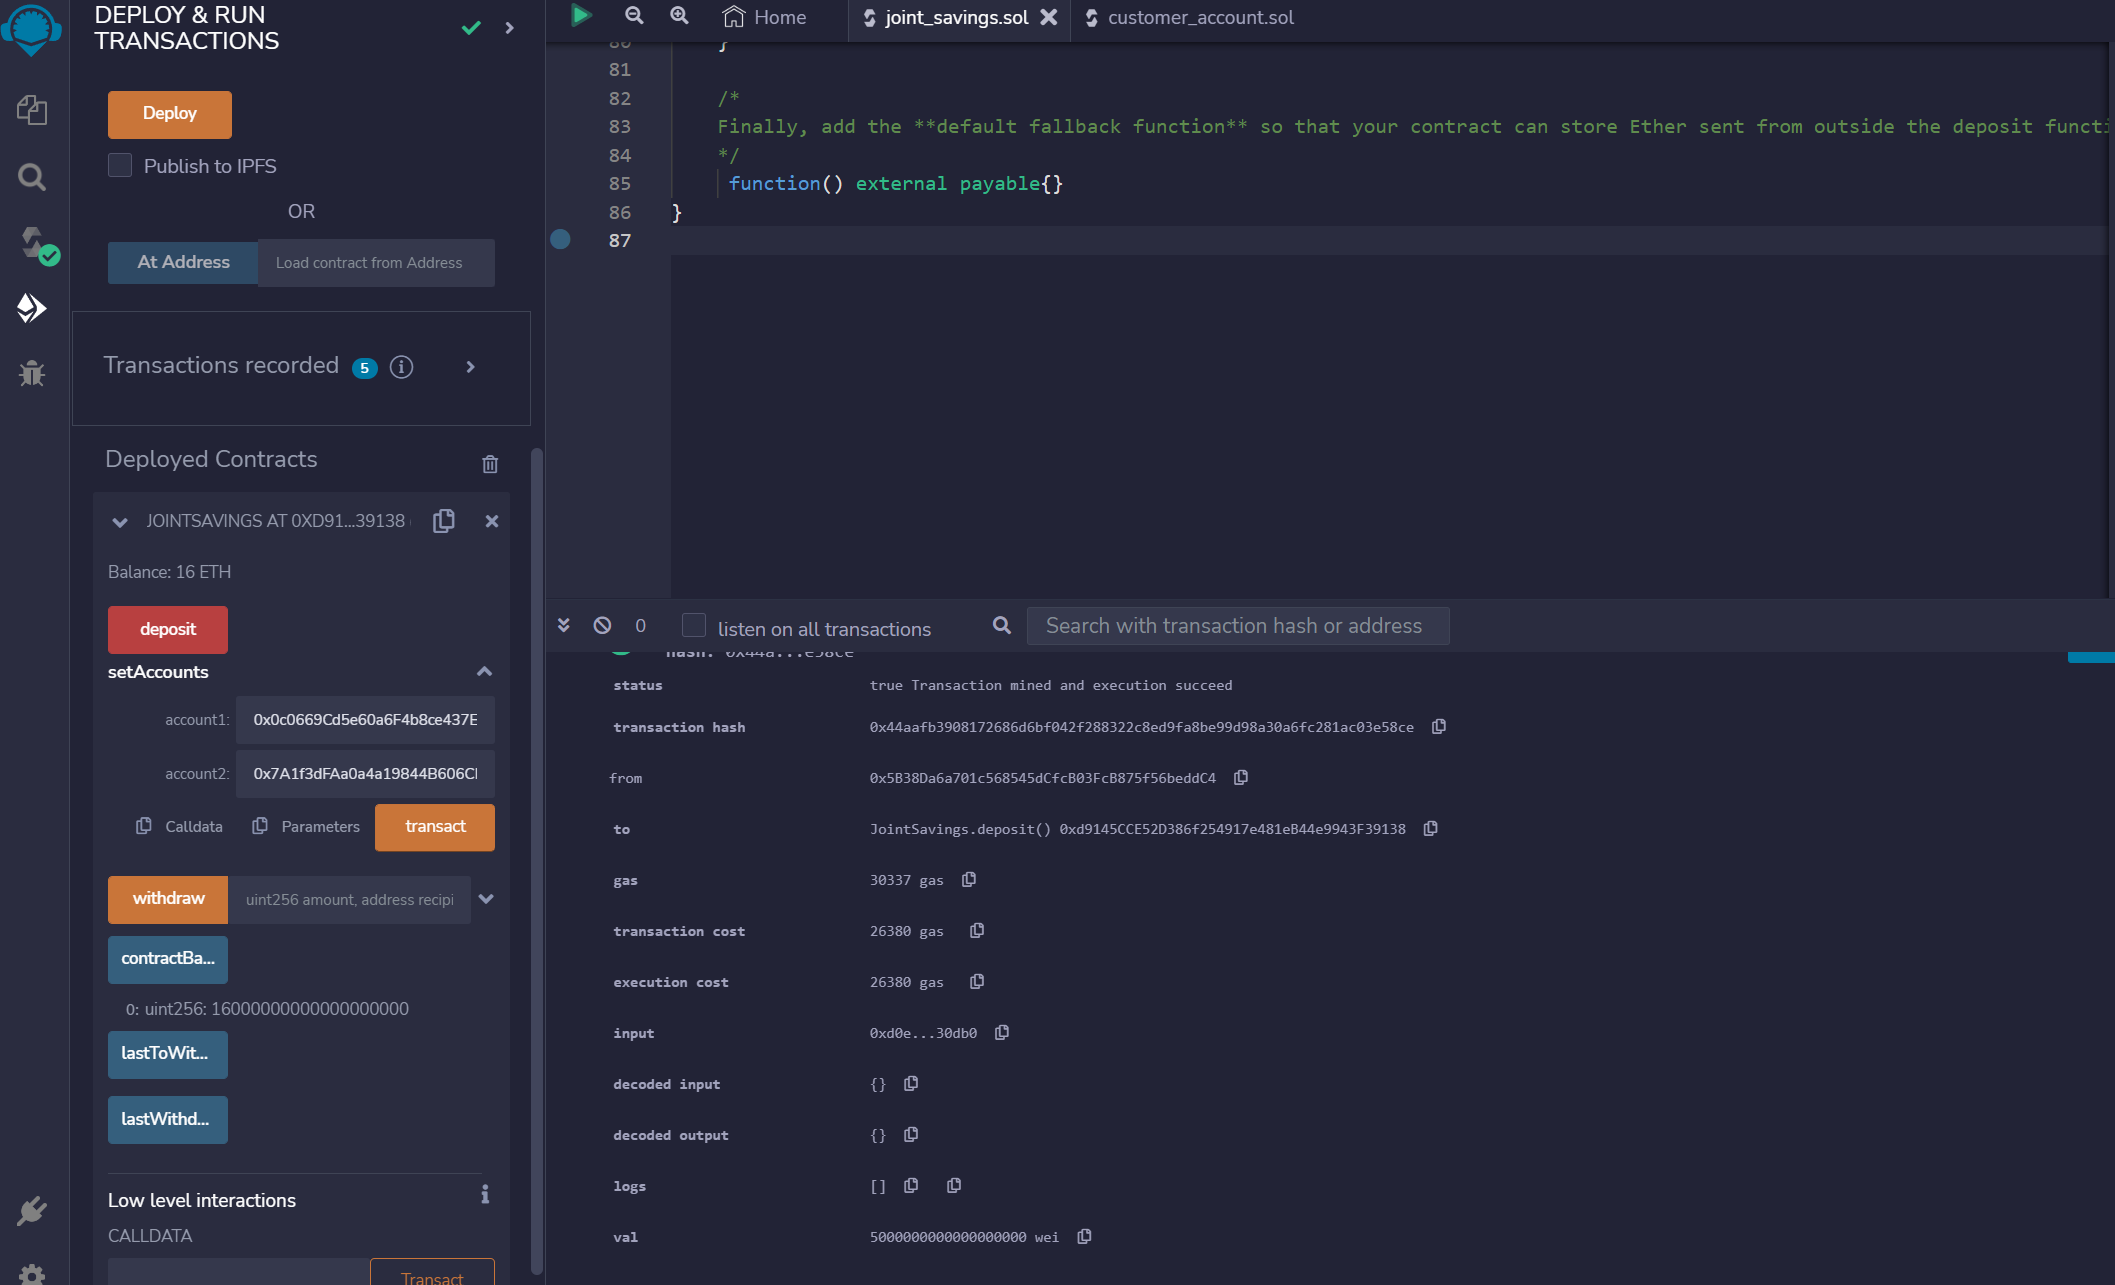 DEPLOY & RUN
TRANSACTIONS
Deploy
Publish to IPFS
OR
At Address
Load contract from Address
Transactions recorded 5 i
Deployed Contracts
JOINTSAVINGS AT 0XD91...39138
Balance: 16 ETH
deposit
setAccounts
account1: 0x0c0669Cd5e60a6F4b8ce437E
account2: 0x7A1f3dFAa0a4a19844B606Cl
Calldata Parameters transact
withdraw uint256 amount, address recipi
contractBa...
0: uint256: 16000000000000000000
lastToWit...
lastWithd...
Low level interactions i
CALLDATA
Transact
Home joint_savings.sol customer_account.sol
80 }
81
82 /*
83 Finally, add the **default fallback function** so that your contract can store Ether sent from outside the deposit functi
84 */
85 function() external payable{}
86 }
87
0 listen on all transactions Search with transaction hash or address
hash: 0x44a...e58ce
status true Transaction mined and execution succeed
transaction hash 0x44aafb3908172686d6bf042f288322c8ed9fa8be99d98a30a6fc281ac03e58ce
from 0x5B38Da6a701c568545dCfcB03FcB875f56beddC4
to JointSavings.deposit() 0xd9145CCE52D386f254917e481eB44e9943F39138
gas 30337 gas
transaction cost 26380 gas
execution cost 26380 gas
input 0xd0e...30db0
decoded input {}
decoded output {}
logs []
val 5000000000000000000 wei